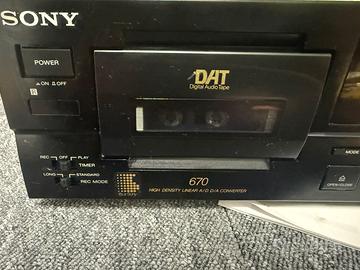 SONY
DAT
Digital Audio Tape
POWER
ON OFF
REC OFF PLAY
TIMER
LONG STANDARD
REC MODE
670
HIGH DENSITY LINEAR A/D D/A CONVERTER
MODE
OPEN/CLOSE